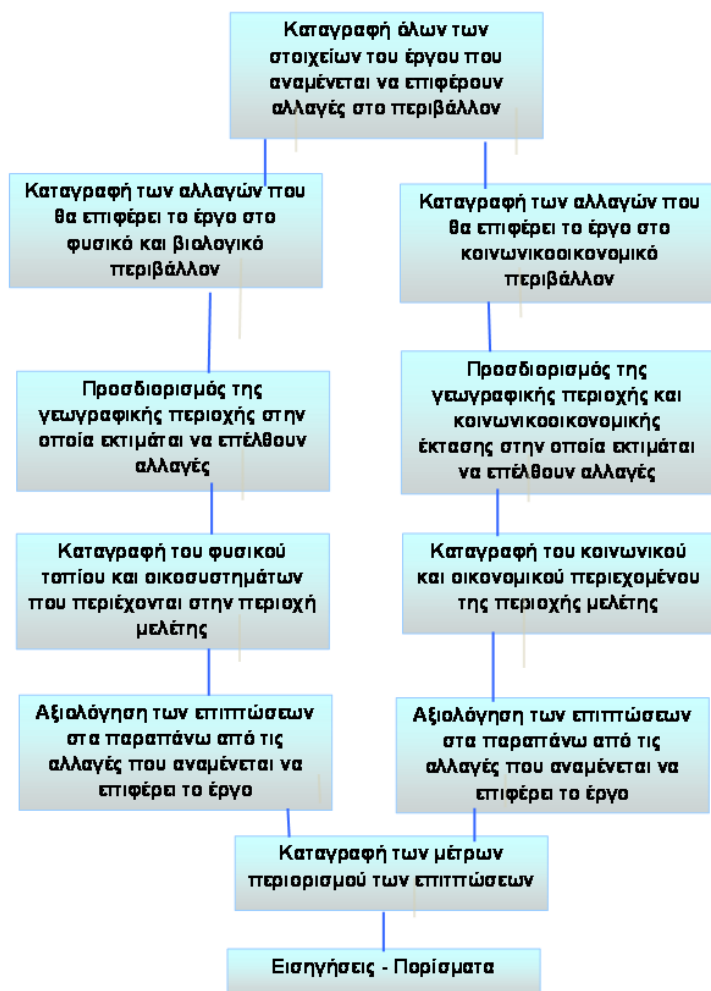 Καταγραφή όλων των
στοιχείων του έργου που
αναμένεται να επιφέρουν
αλλαγές στο περιβάλλον
Καταγραφή των αλλαγών που
θα επιφέρει το έργο στο
φυσικό και βιολογικό
περιβάλλον
Καταγραφή των αλλαγών που
θα επιφέρει το έργο στο
κοινωνικοοικονομικό
περιβάλλον
Προσδιορισμός της
γεωγραφικής περιοχής στην
οποία εκτιμάται να επέλθουν
αλλαγές
Προσδιορισμός της
γεωγραφικής περιοχής και
κοινωνικοοικονομικής
έκτασης στην οποία εκτιμάται
να επέλθουν αλλαγές
Καταγραφή του φυσικού
τοπίου και οικοσυστημάτων
που περιέχονται στην περιοχή
μελέτης
Καταγραφή του κοινωνικού
και οικονομικού περιεχομένου
της περιοχής μελέτης
Αξιολόγηση των επιπτώσεων
στα παραπάνω από τις
αλλαγές που αναμένεται να
επιφέρει το έργο
Αξιολόγηση των επιπτώσεων
στα παραπάνω από τις
αλλαγές που αναμένεται να
επιφέρει το έργο
Καταγραφή των μέτρων
περιορισμού των επιπτώσεων
Εισηγήσεις - Πορίσματα